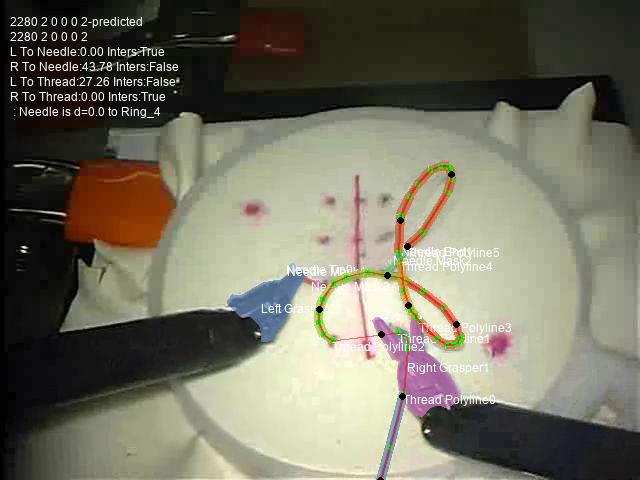 2280 2 0 0 0 2-predicted
2280 2 0 0 0 2
L To Needle:0.00 Inters:True
R To Needle:43.78 Inters:False
L To Thread:27.26 Inters:False
R To Thread:0.00 Inters:True
: Needle is d=0.0 to Ring_4
Thread Polyline5
Needle Mask2
Thread Polyline4
Needle Tip
Left Grasper0
Thread Polyline3
Thread Polyline2
Right Grasper1
Thread Polyline0